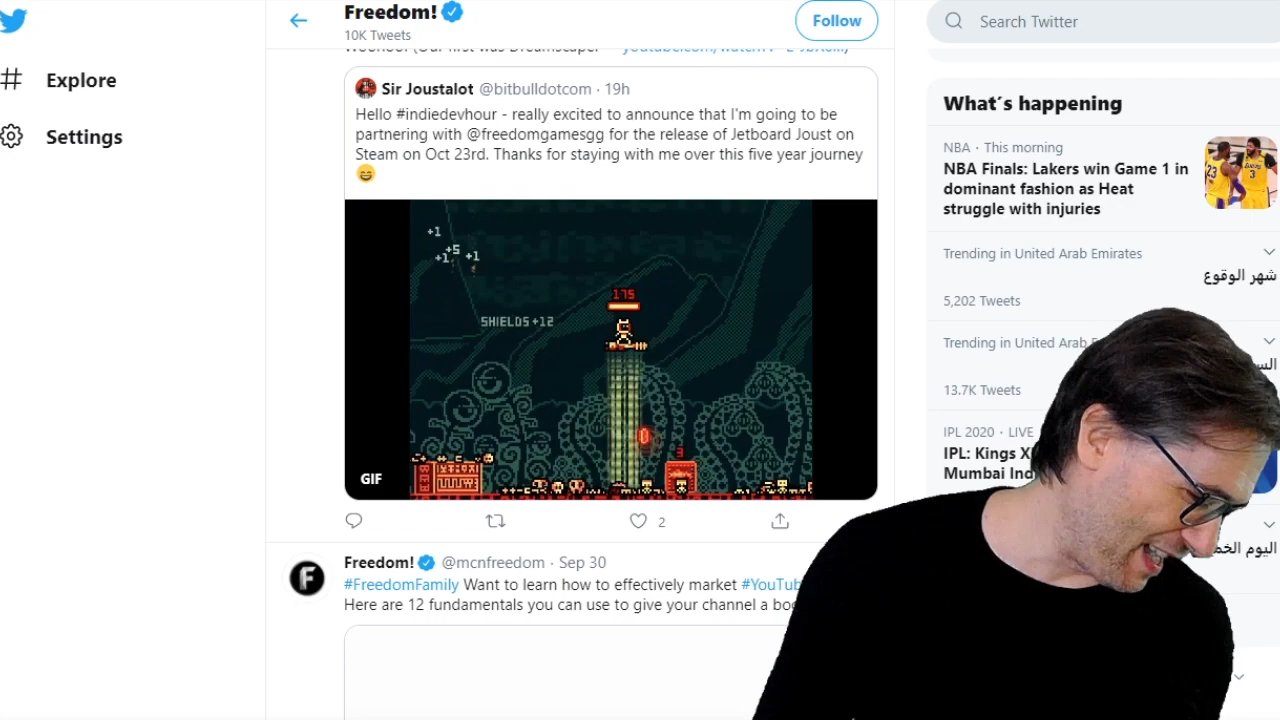 Freedom!
10K Tweets
Follow
Search Twitter
Explore
Settings
Sir Joustalot @bitbulldotcom · 19h
Hello #indiedevhour - really excited to announce that I'm going to be
partnering with @freedomgamesgg for the release of Jetboard Joust on
Steam on Oct 23rd. Thanks for staying with me over this five year journey
+1
+5
+1
+1
175
SHIELDS+12
3
GIF
2
Freedom! @mcnfreedom · Sep 30
#FreedomFamily Want to learn how to effectively market
Here are 12 fundamentals you can use to give your channel a
What's happening
NBA · This morning
NBA Finals: Lakers win Game 1 in
dominant fashion as Heat
struggle with injuries
Trending in United Arab Emirates
شهر الوقوع
5,202 Tweets
Trending in United Arab
13.7K Tweets
IPL 2020 · LIVE
IPL: Kings
Mumbai
اليوم